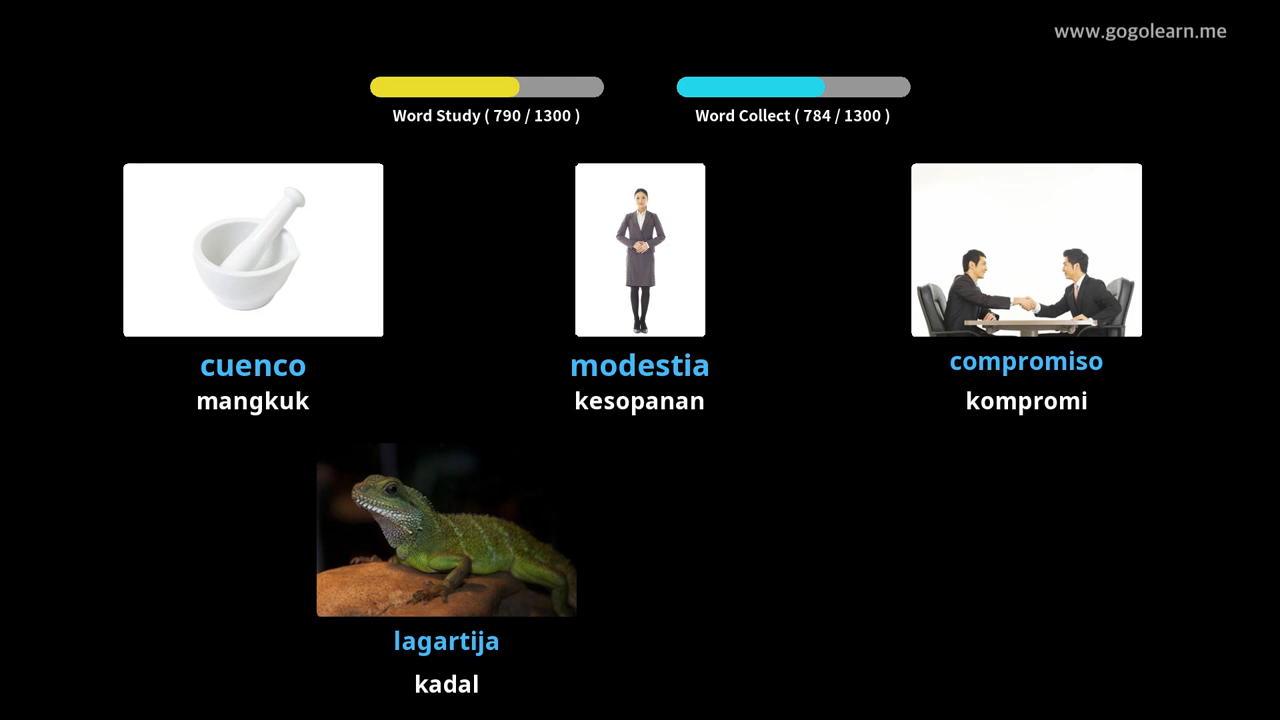 www.gogolearn.me
Word Study ( 790 / 1300 )
Word Collect ( 784 / 1300 )
cuenco
mangkuk
modestia
kesopanan
compromiso
kompromi
lagartija
kadal